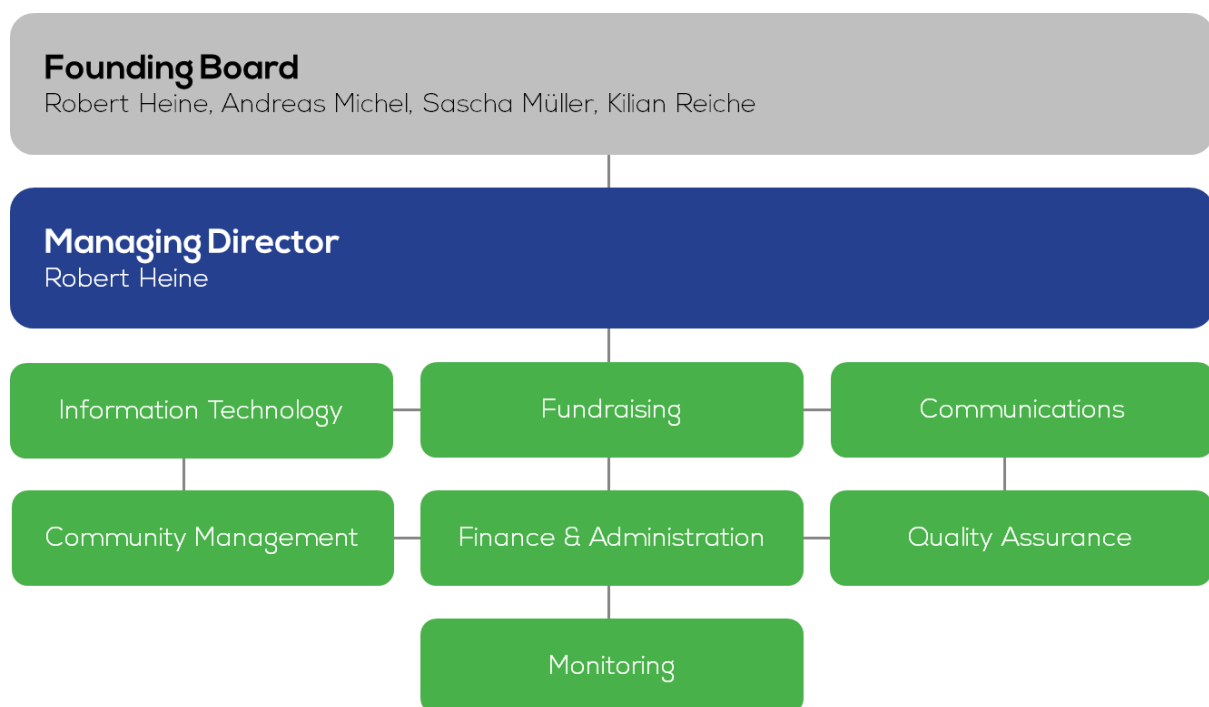 Founding Board
Robert Heine, Andreas Michel, Sascha Müller, Kilian Reiche
Managing Director
Robert Heine
Information Technology
Fundraising
Communications
Community Management
Finance & Administration
Quality Assurance
Monitoring